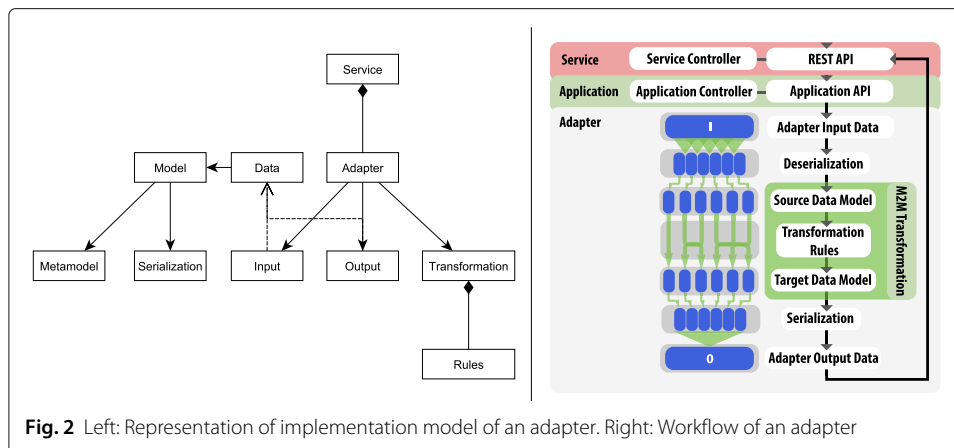 Service
Model
Data
Adapter
Metamodel
Serialization
Input
Output
Transformation
Rules
Service
Service Controller
REST API
Application
Application Controller
Application API
Adapter
I
Adapter Input Data
Deserialization
Source Data Model
Transformation
Rules
Target Data Model
M2M Transformation
Serialization
O
Adapter Output Data
Fig. 2 Left: Representation of implementation model of an adapter. Right: Workflow of an adapter